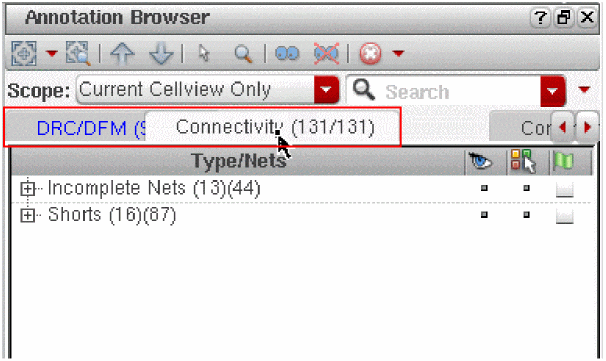 Annotation Browser
Scope: Current Cellview Only Search
DRC/DFM ( Connectivity (131/131)
Type/Nets
Incomplete Nets (13)(44)
Shorts (16)(87)